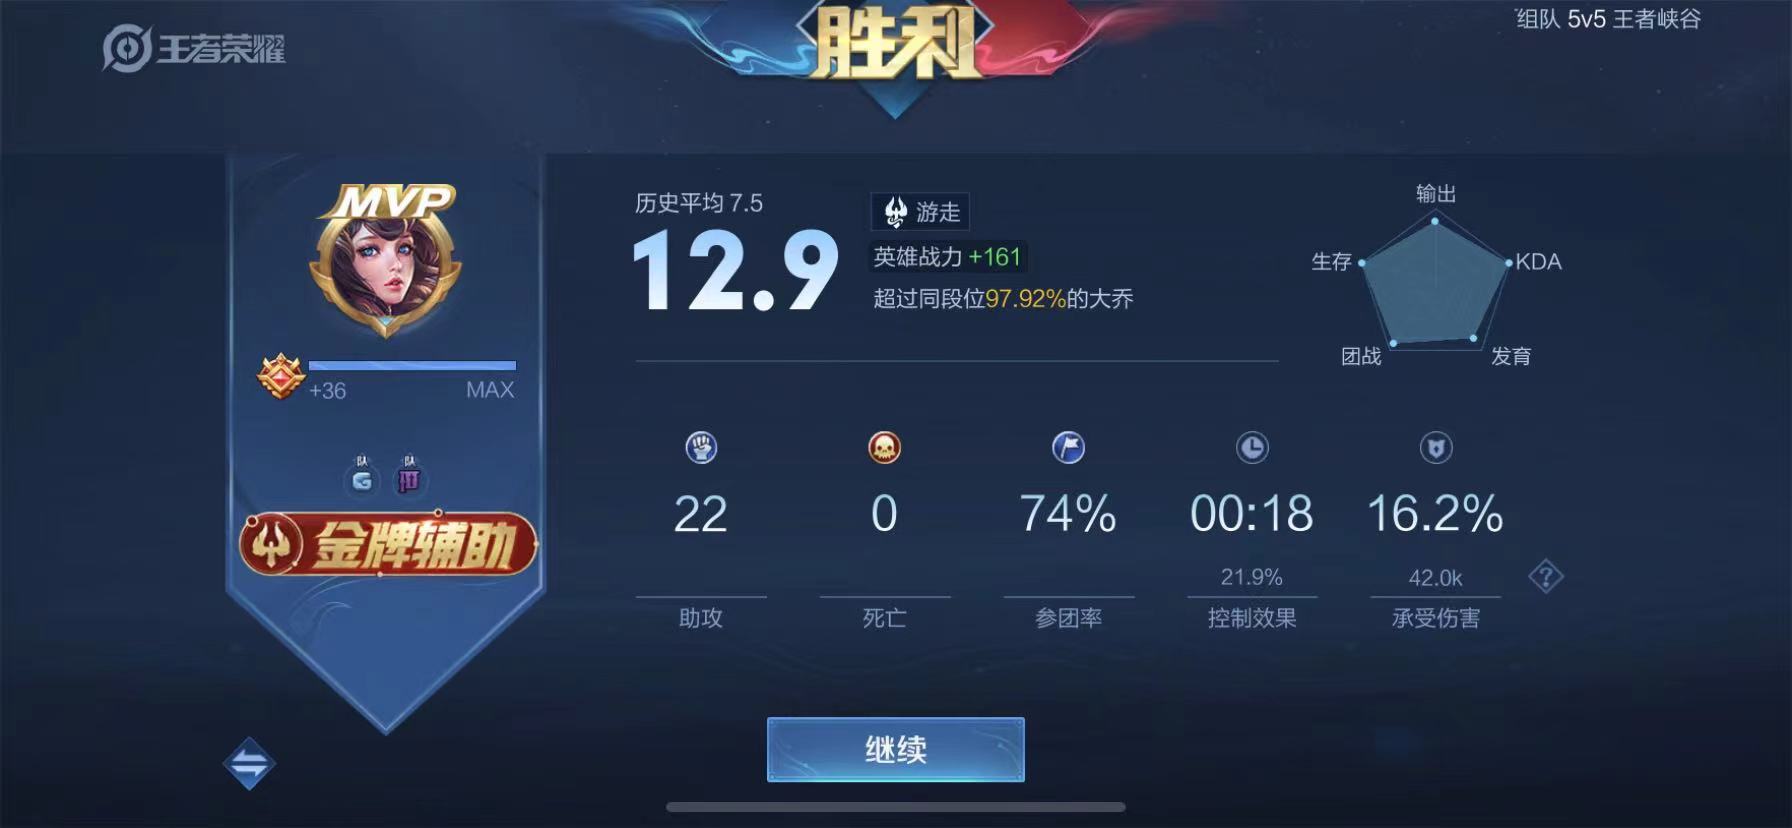 王者荣耀
胜利
组队 5v5 王者峡谷
MVP
+36
MAX
队
队
金牌辅助
历史平均 7.5
12.9
游走
英雄战力 +161
超过同段位97.92%的大乔
输出
生存
KDA
团战
发育
22
0
74%
00:18
16.2%
21.9%
42.0k
?
助攻
死亡
参团率
控制效果
承受伤害
继续